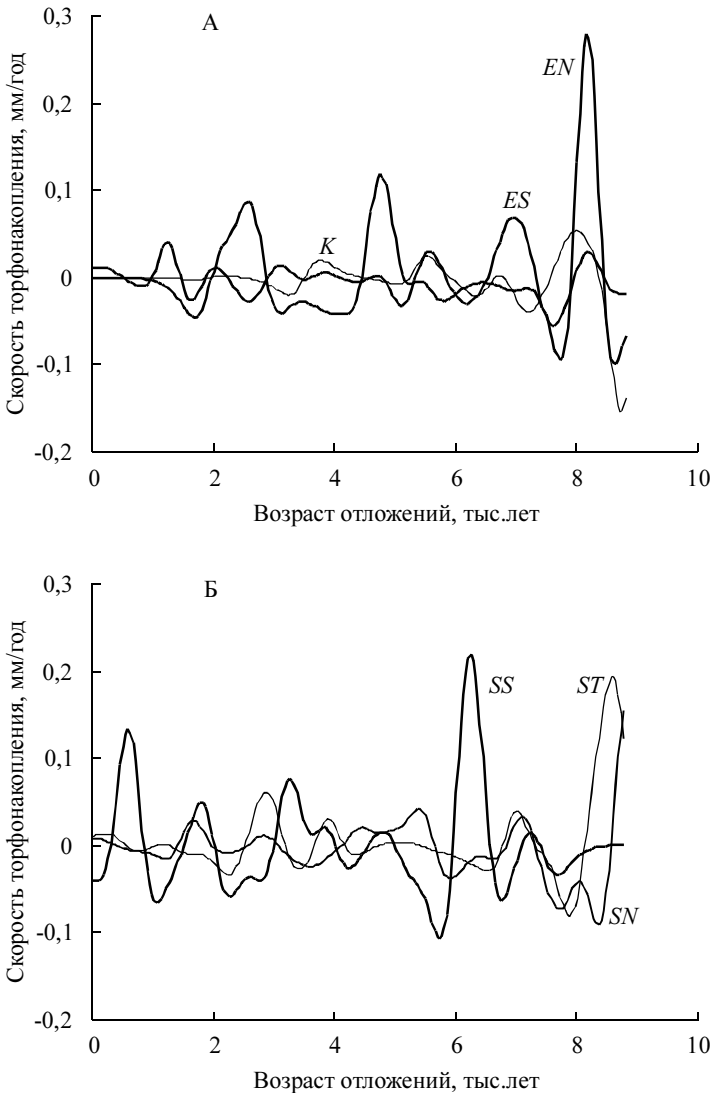 А
0,3
0,2
0,1
0
-0,1
-0,2
Скорость торфонакопления, мм/год
EN
ES
K
0 2 4 6 8 10
Возраст отложений, тыс.лет
Б
0,3
0,2
0,1
0
-0,1
-0,2
Скорость торфонакопления, мм/год
SS
ST
SN
0 2 4 6 8 10
Возраст отложений, тыс.лет